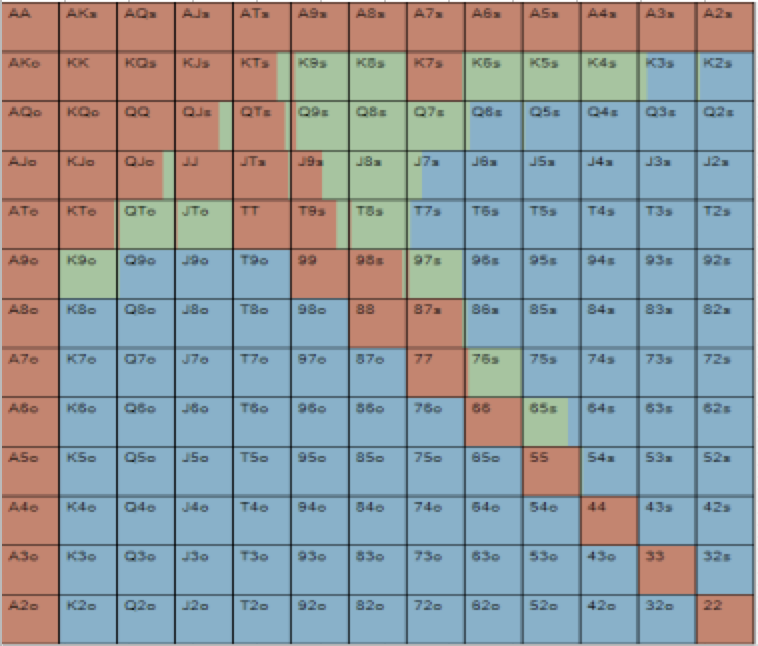 AA AKs AQs AJs ATs A9s A8s A7s A6s A5s A4s A3s A2s
AKo KK KQs KJs KTs K9s K8s K7s K6s K5s K4s K3s K2s
AQo KQo QQ QJs QTs Q9s Q8s Q7s Q6s Q5s Q4s Q3s Q2s
AJo KJo QJo JJ JTs J9s J8s J7s J6s J5s J4s J3s J2s
ATo KTo QTo JTo TT T9s T8s T7s T6s T5s T4s T3s T2s
A9o K9o Q9o J9o T9o 99 98s 97s 96s 95s 94s 93s 92s
A8o K8o Q8o J8o T8o 98o 88 87s 86s 85s 84s 83s 82s
A7o K7o Q7o J7o T7o 97o 87o 77 76s 75s 74s 73s 72s
A6o K6o Q6o J6o T6o 96o 86o 76o 66 65s 64s 63s 62s
A5o K5o Q5o J5o T5o 95o 85o 75o 65o 55 54s 53s 52s
A4o K4o Q4o J4o T4o 94o 84o 74o 64o 54o 44 43s 42s
A3o K3o Q3o J3o T3o 93o 83o 73o 63o 53o 43o 33 32s
A2o K2o Q2o J2o T2o 92o 82o 72o 62o 52o 42o 32o 22